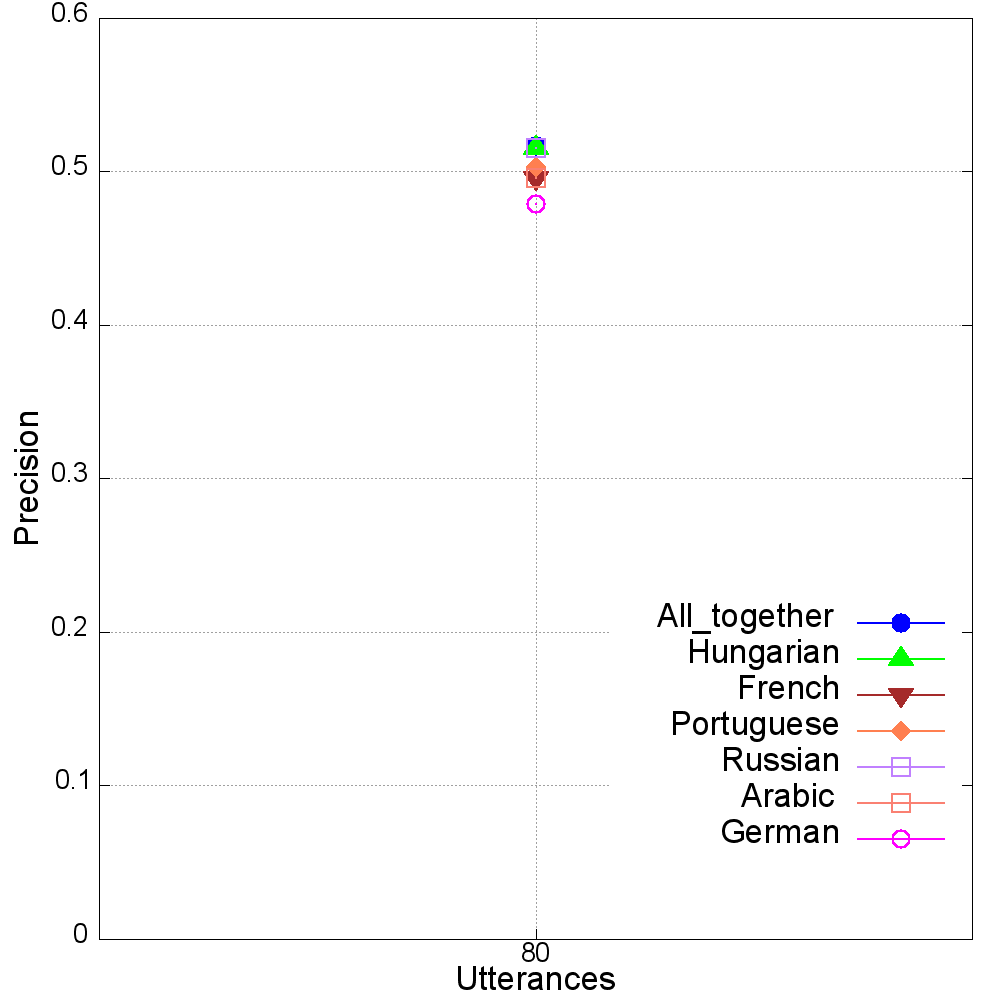 0.6
0.5
0.4
0.3
0.2
0.1
0
Precision
All_together
Hungarian
French
Portuguese
Russian
Arabic
German
80
Utterances